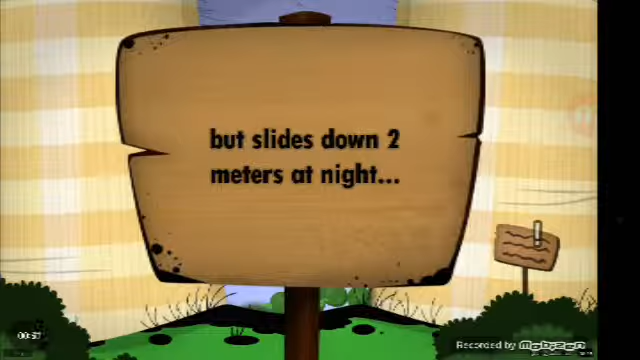 but slides down 2
meters at night...
Recorded by Mobizen